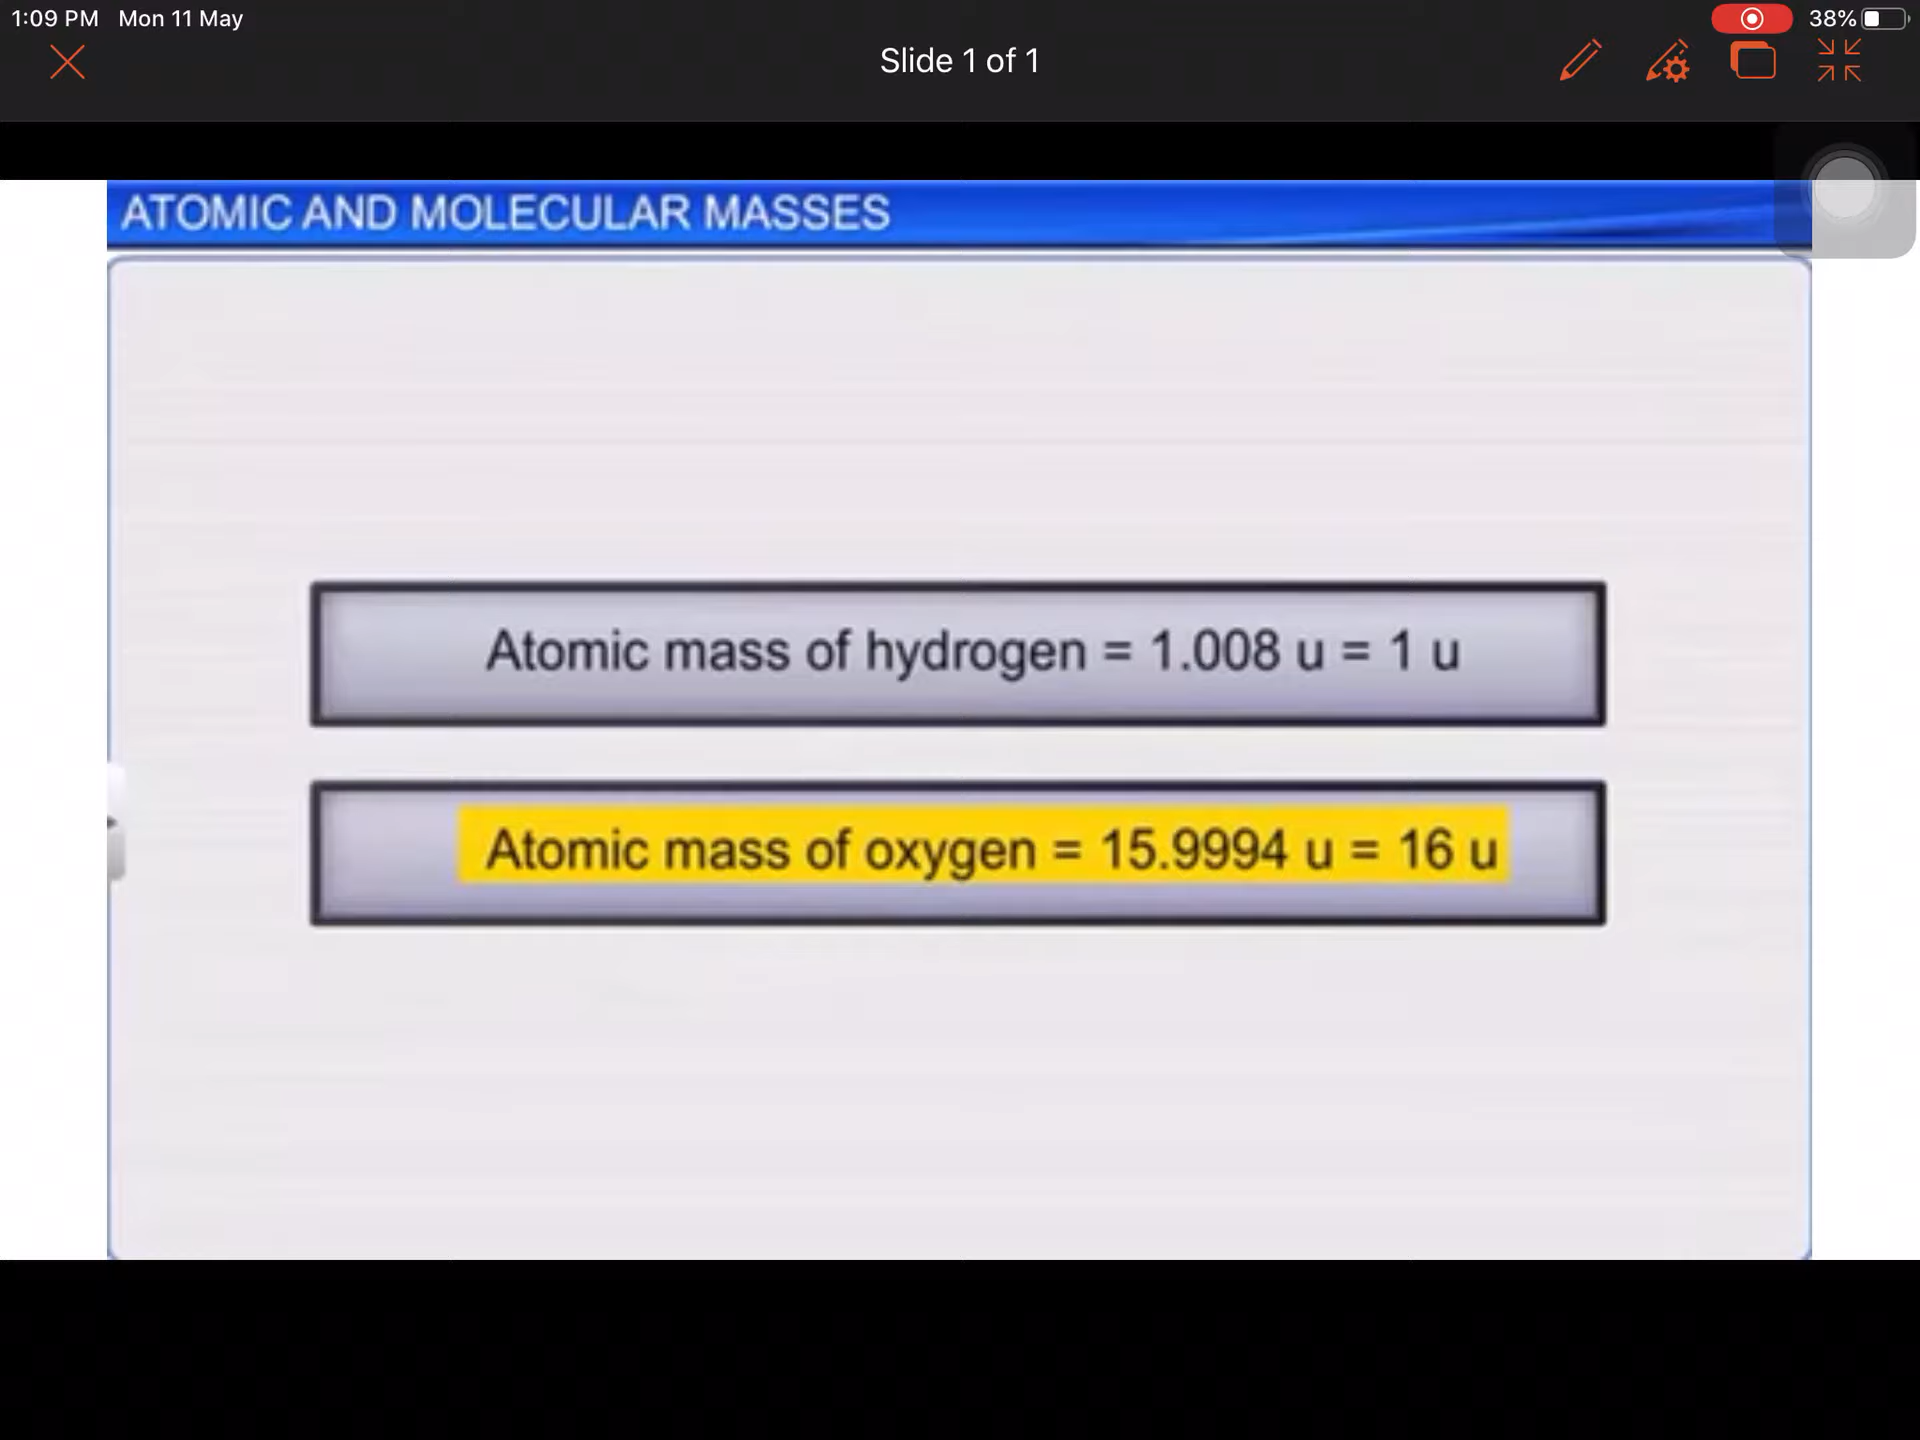 1:09 PM Mon 11 May
38%
Slide 1 of 1
ATOMIC AND MOLECULAR MASSES
Atomic mass of hydrogen = 1.008 u = 1 u
Atomic mass of oxygen = 15.9994 u = 16 u